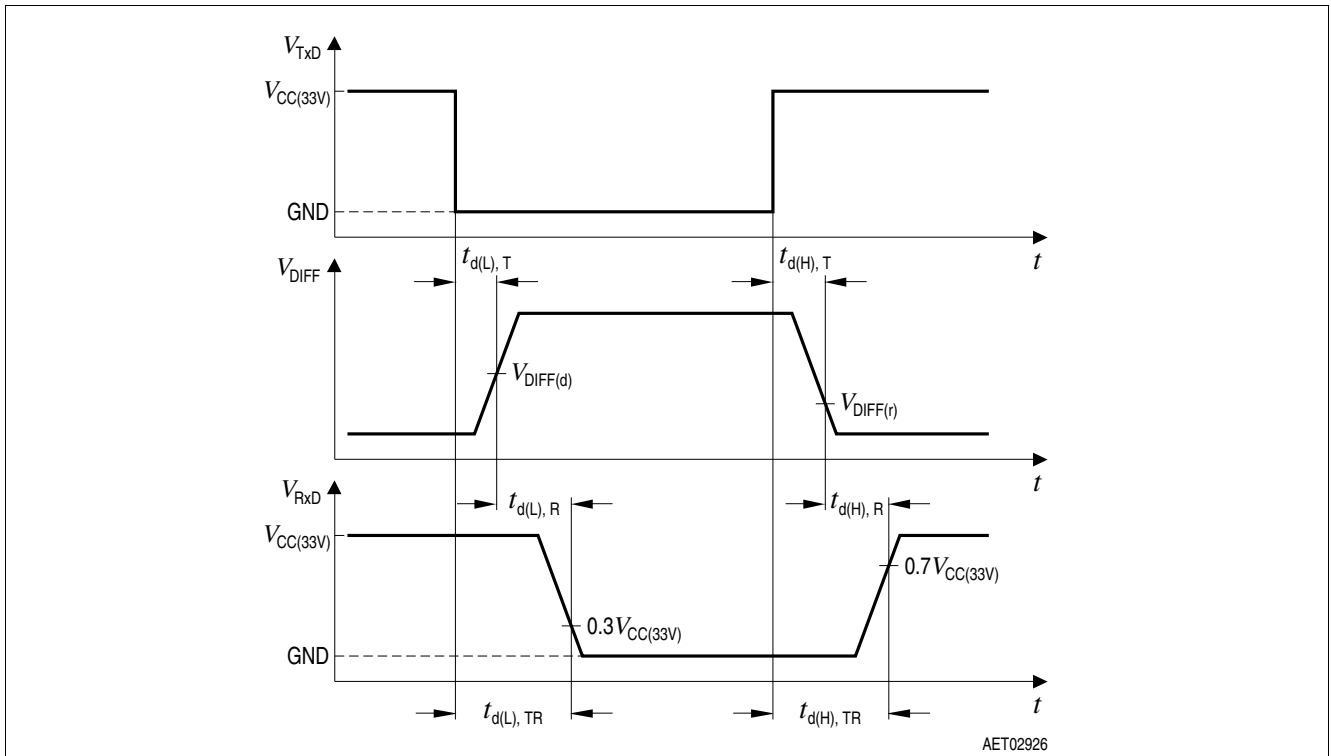 V_TxD
V_CC(33V)
GND
t
t_d(L), T
t_d(H), T
V_DIFF
V_DIFF(d)
V_DIFF(r)
t
V_RxD
t_d(L), R
t_d(H), R
V_CC(33V)
0.7V_CC(33V)
0.3V_CC(33V)
GND
t
t_d(L), TR
t_d(H), TR
AET02926